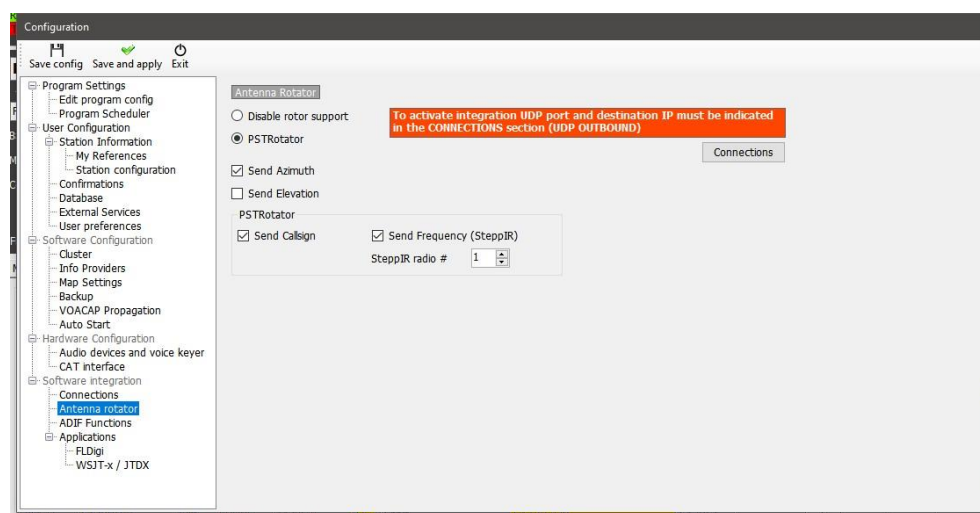 Configuration
Save config Save and apply Exit
Program Settings
Edit program config
Program Scheduler
User Configuration
Station Information
My References
Station configuration
Confirmations
Database
External Services
User preferences
Software Configuration
Cluster
Info Providers
Map Settings
Backup
VOACAP Propagation
Auto Start
Hardware Configuration
Audio devices and voice keyer
CAT interface
Software integration
Connections
Antenna rotator
ADIF Functions
Applications
FLDigi
WSJT-x / JTDX
Antenna Rotator
Disable rotor support
PSTRotator
To activate integration UDP port and destination IP must be indicated
in the CONNECTIONS section (UDP OUTBOUND)
Connections
Send Azimuth
Send Elevation
PSTRotator
Send Callsign
Send Frequency (SteppIR)
SteppIR radio # 1